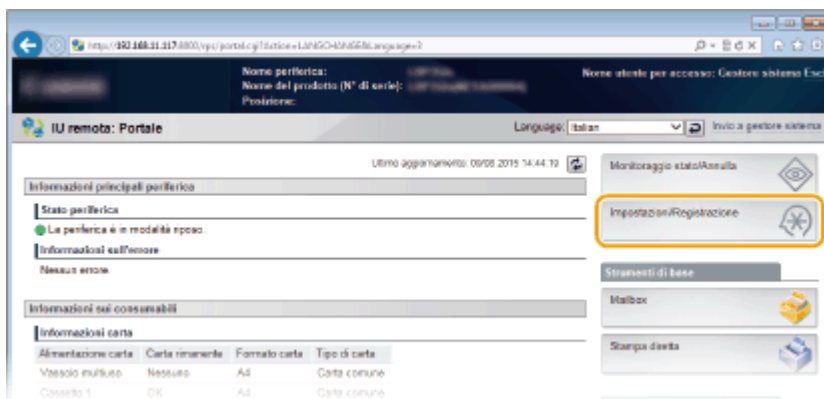 http://192.168.11.117:8000/rps/portal.cgi?action=LANGCHANGE&Language=3
Nome periferica:
Nome del prodotto (N° di serie):
Posizione:
Nome utente per accesso: Gestore sistema Esci
IU remota: Portale
Language: Italian
Invio a gestore sistema
Ultimo aggiornamento: 09/08 2015 14:44:19
Informazioni principali periferica
Stato periferica
La periferica è in modalità riposo.
Informazioni sull'errore
Nessun errore.
Informazioni sui consumabili
Informazioni carta
Alimentazione carta Carta rimanente Formato carta Tipo di carta
Vassoio multiuso Nessuno A4 Carta comune
Cassetto 1 OK A4 Carta comune
Monitoraggio stato/Annulla
Impostazioni/Registrazione
Strumenti di base
Mailbox
Stampa diretta